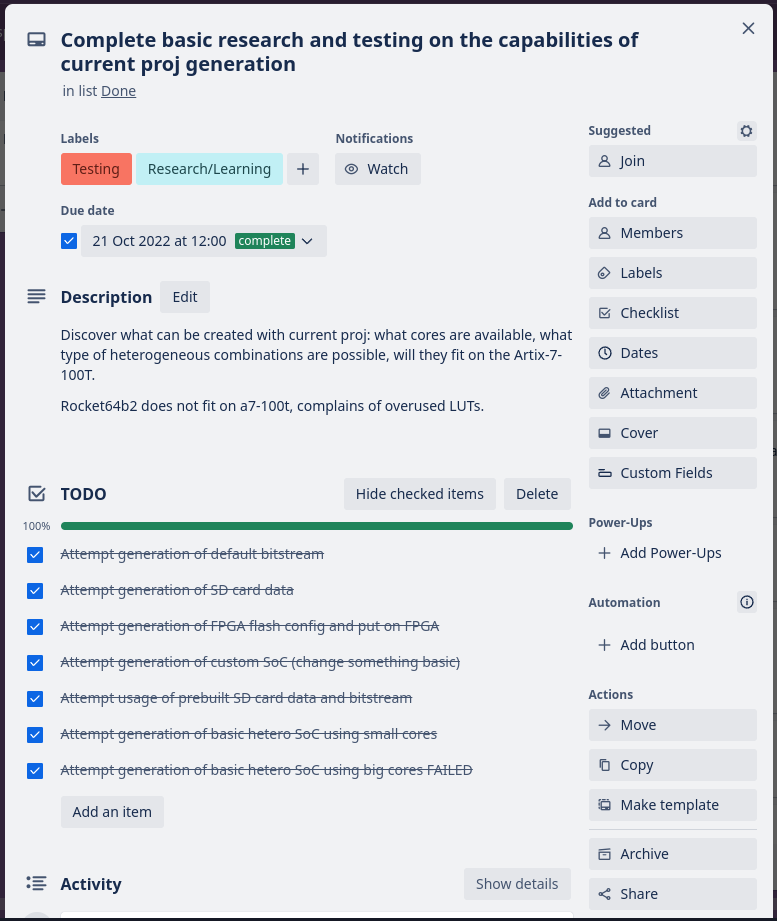 Complete basic research and testing on the capabilities of
current proj generation
in list Done
Labels
Testing
Research/Learning
Notifications
Watch
Due date
21 Oct 2022 at 12:00 complete
Description
Edit
Discover what can be created with current proj: what cores are available, what
type of heterogeneous combinations are possible, will they fit on the Artix-7-
100T.
Rocket64b2 does not fit on a7-100t, complains of overused LUTs.
TODO
Hide checked items
Delete
100%
Attempt generation of default bitstream
Attempt generation of SD card data
Attempt generation of FPGA flash config and put on FPGA
Attempt generation of custom SoC (change something basic)
Attempt usage of prebuilt SD card data and bitstream
Attempt generation of basic hetero SoC using small cores
Attempt generation of basic hetero SoC using big cores FAILED
Add an item
Activity
Show details
Suggested
Join
Add to card
Members
Labels
Checklist
Dates
Attachment
Cover
Custom Fields
Power-Ups
Add Power-Ups
Automation
Add button
Actions
Move
Copy
Make template
Archive
Share